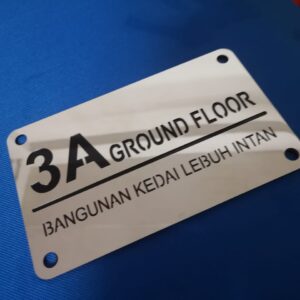 3A GROUND FLOOR
BANGUNAN KEDAI LEBUH INTAN